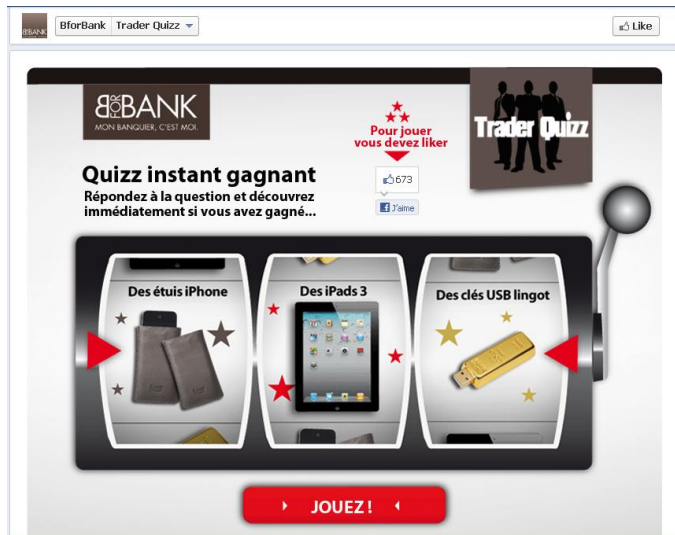 BforBank Trader Quizz
Like
BFORBANK
MON BANQUIER, C'EST MOI.
Trader Quizz
Pour jouer
vous devez liker
673
J'aime
Quizz instant gagnant
Répondez à la question et découvrez
immédiatement si vous avez gagné...
Des étuis iPhone
Des iPads 3
Des clés USB lingot
JOUEZ !